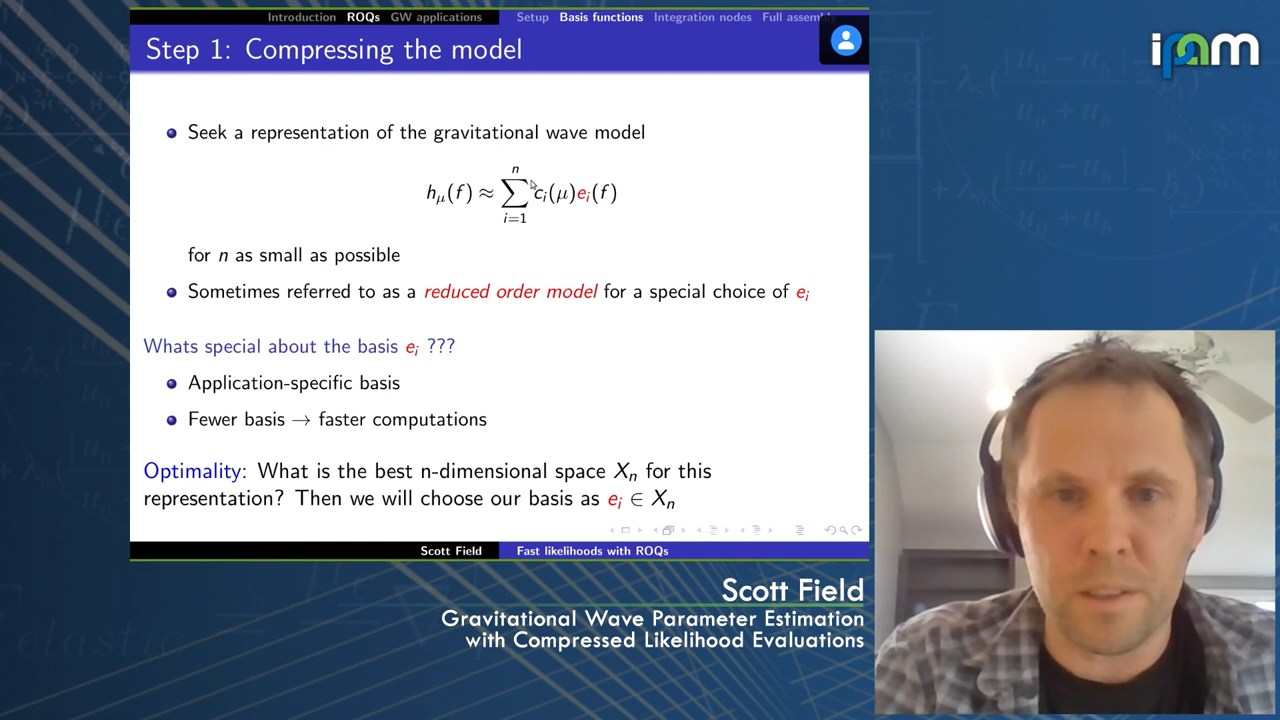 Introduction ROQs GW applications Setup Basis functions Integration nodes Full assembly
Step 1: Compressing the model
ipam
Seek a representation of the gravitational wave model
hμ(f) ≈ ∑ⁿᵢ₌₁ cᵢ(μ)eᵢ(f)
for n as small as possible
Sometimes referred to as a reduced order model for a special choice of eᵢ
Whats special about the basis eᵢ ???
Application-specific basis
Fewer basis → faster computations
Optimality: What is the best n-dimensional space Xₙ for this
representation? Then we will choose our basis as eᵢ ∈ Xₙ
Scott Field Fast likelihoods with ROQs
Scott Field
Gravitational Wave Parameter Estimation
with Compressed Likelihood Evaluations